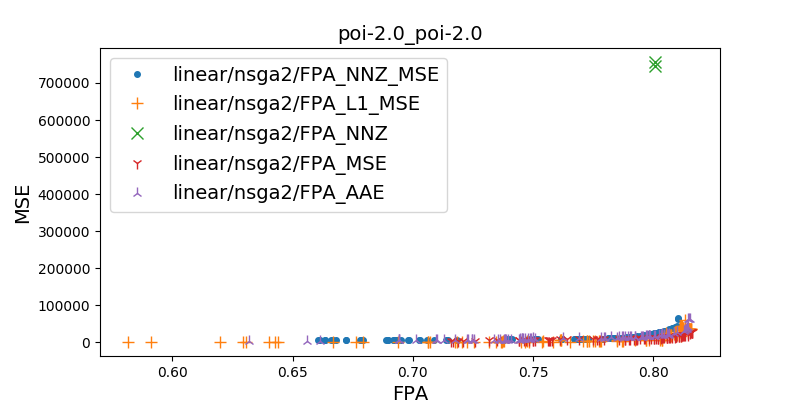 poi-2.0_poi-2.0
linear/nsga2/FPA_NNZ_MSE
linear/nsga2/FPA_L1_MSE
linear/nsga2/FPA_NNZ
linear/nsga2/FPA_MSE
linear/nsga2/FPA_AAE
MSE
700000
600000
500000
400000
300000
200000
100000
0
0.60 0.65 0.70 0.75 0.80
FPA